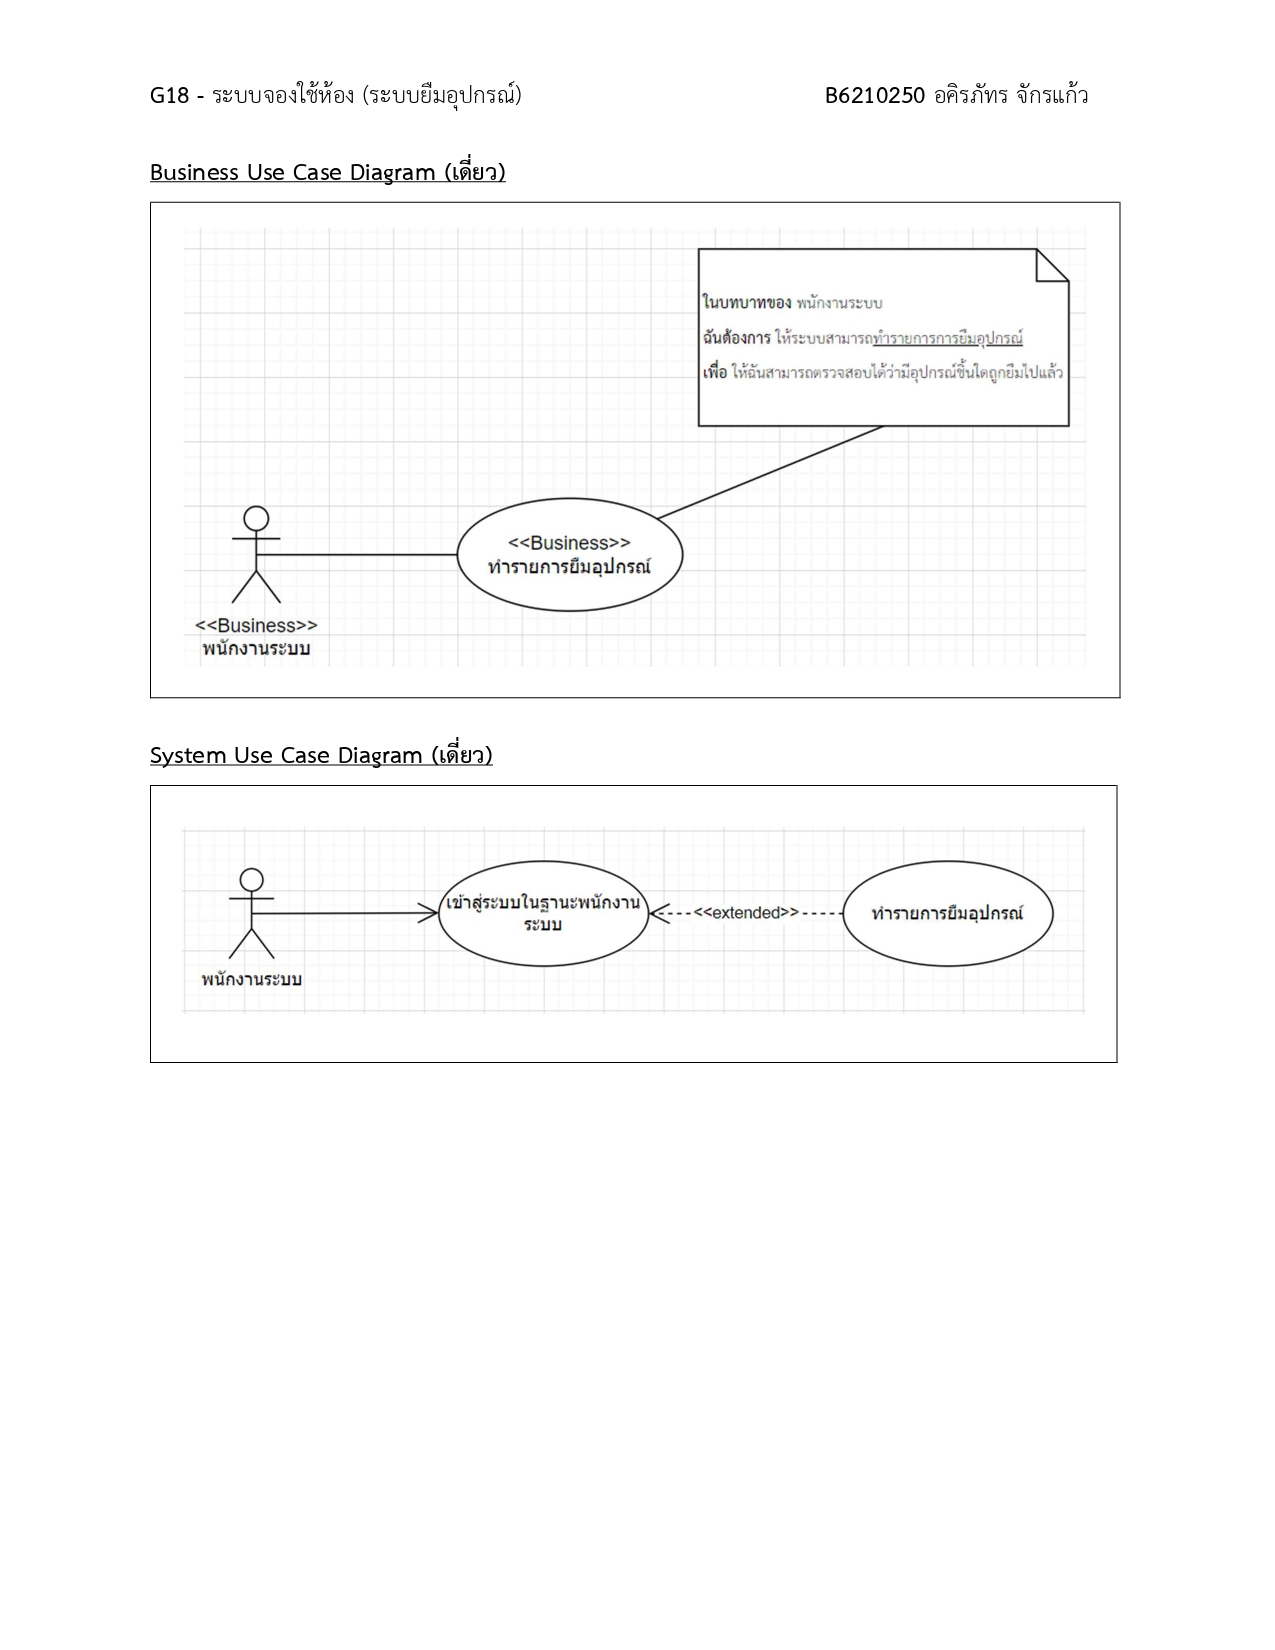 G18 - ระบบจองใช้ห้อง (ระบบยืมอุปกรณ์) B6210250 อคิรภัทร จักรแก้ว
Business Use Case Diagram (เดี่ยว)
ในบทบาทของ พนักงานระบบ
ฉันต้องการ ให้ระบบสามารถทำรายการการยืมอุปกรณ์
เพื่อ ให้ฉันสามารถตรวจสอบได้ว่ามีอุปกรณ์ชิ้นใดถูกยืมไปแล้ว
<<Business>>
ทำรายการยืมอุปกรณ์
<<Business>>
พนักงานระบบ
System Use Case Diagram (เดี่ยว)
เข้าสู่ระบบในฐานะพนักงาน
ระบบ
<<extended>>
ทำรายการยืมอุปกรณ์
พนักงานระบบ